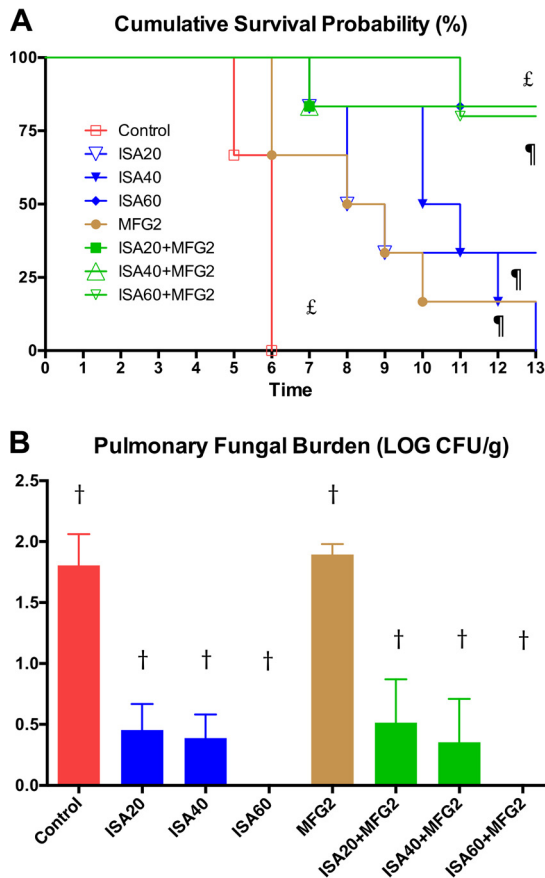 A Cumulative Survival Probability (%)
100
75
50
25
0
£
¶
¶
¶
£
Control
ISA20
ISA40
ISA60
MFG2
ISA20+MFG2
ISA40+MFG2
ISA60+MFG2
0 1 2 3 4 5 6 7 8 9 10 11 12 13
Time
B Pulmonary Fungal Burden (LOG CFU/g)
2.5
2.0
1.5
1.0
0.5
0.0
† † † † † † † †
Control ISA20 ISA40 ISA60 MFG2 ISA20+MFG2 ISA40+MFG2 ISA60+MFG2